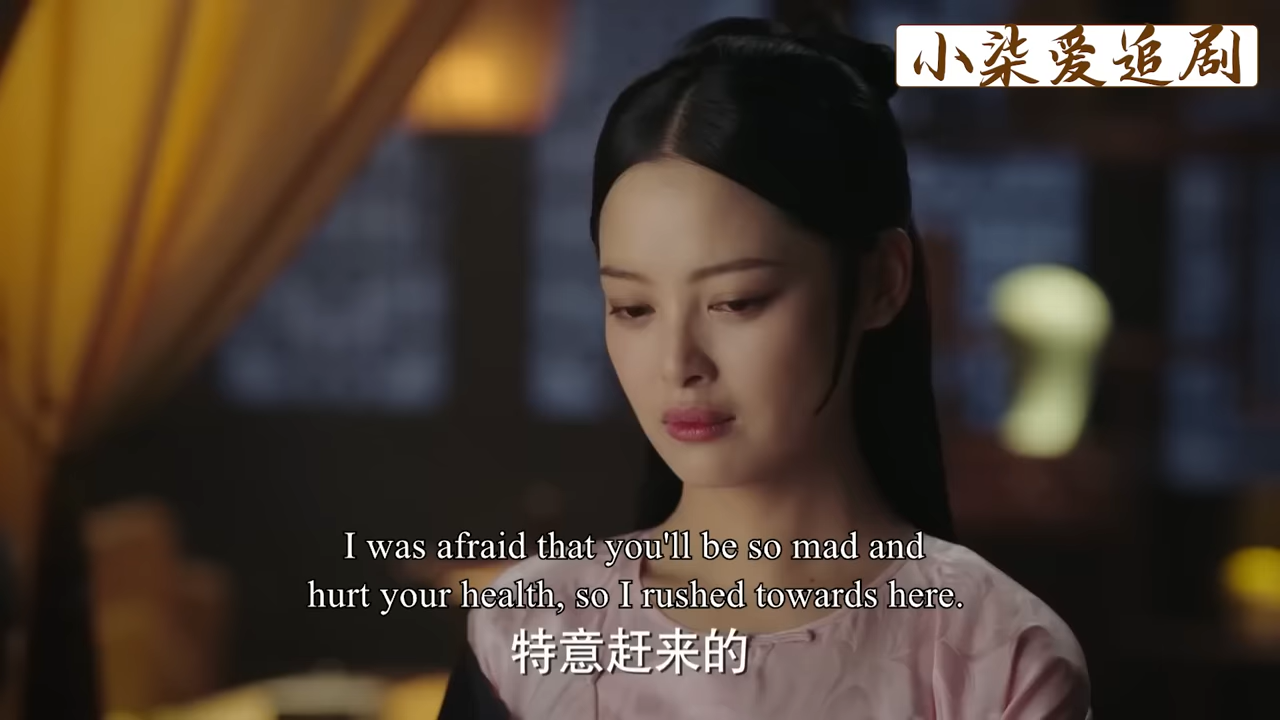 小柒爱追剧
I was afraid that you'll be so mad and
hurt your health, so I rushed towards here.
特意赶来的